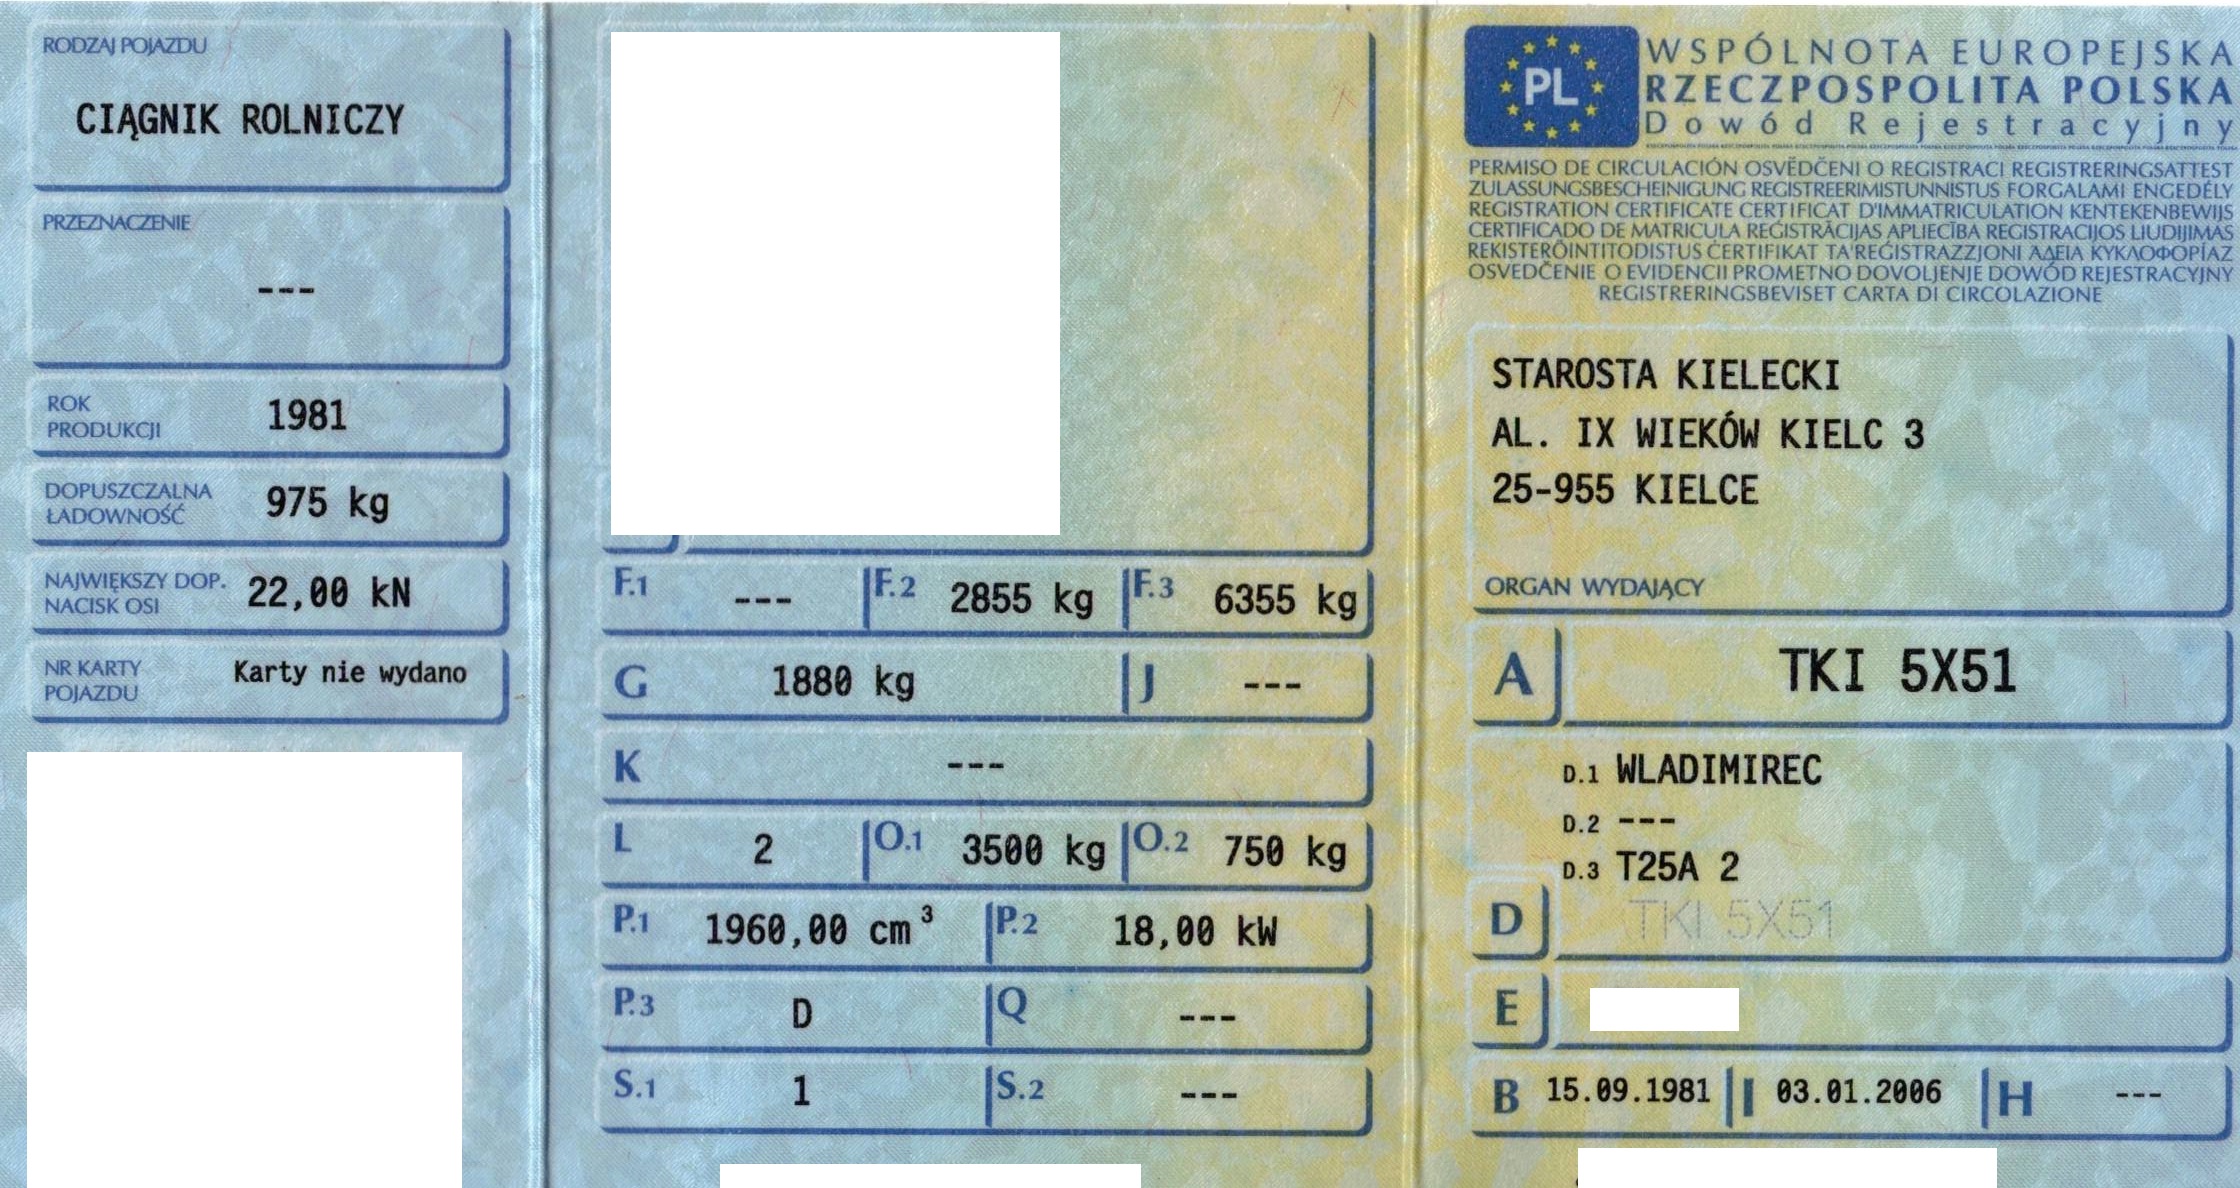 RODZAJ POJAZDU
CIĄGNIK ROLNICZY
PRZEZNACZENIE
---
ROK
PRODUKCJI
1981
DOPUSZCZALNA
ŁADOWNOŚĆ
975 kg
NAJWIĘKSZY DOP.
NACISK OSI
22,00 kN
NR KARTY
POJAZDU
Karty nie wydano
F.1 --- F.2 2855 kg F.3 6355 kg
G 1880 kg J ---
K ---
L 2 O.1 3500 kg O.2 750 kg
P.1 1960,00 cm³ P.2 18,00 kW
P.3 D Q ---
S.1 1 S.2 ---
PL
WSPÓLNOTA EUROPEJSKA
RZECZPOSPOLITA POLSKA
Dowód Rejestracyjny
PERMISO DE CIRCULACIÓN OSVĚDČENI O REGISTRACI REGISTRERINGSATTEST
ZULASSUNGSBESCHEINIGUNG REGISTREERIMISTUNNISTUS FORGALAMI ENGEDÉLY
REGISTRATION CERTIFICATE CERTIFICAT D'IMMATRICULATION KENTEKENBEWIJS
CERTIFICADO DE MATRICULA REĢISTRĀCIJAS APLIECĪBA REGISTRACIJOS LIUDIJIMAS
REKISTERÖINTITODISTUS ĊERTIFIKAT TA'REĠISTRAZZJONI ΆΔΕΙΑ ΚΥΚΛΟΦΟΡΊΑΖ
OSVEDČENIE O EVIDENCII PROMETNO DOVOLJENJE DOWÓD REJESTRACYJNY
REGISTRERINGSBEVISET CARTA DI CIRCOLAZIONE
STAROSTA KIELECKI
AL. IX WIEKÓW KIELC 3
25-955 KIELCE
ORGAN WYDAJĄCY
A TKI 5X51
D.1 WLADIMIREC
D.2 ---
D.3 T25A 2
D TKI 5X51
E
B 15.09.1981 I 03.01.2006 H ---